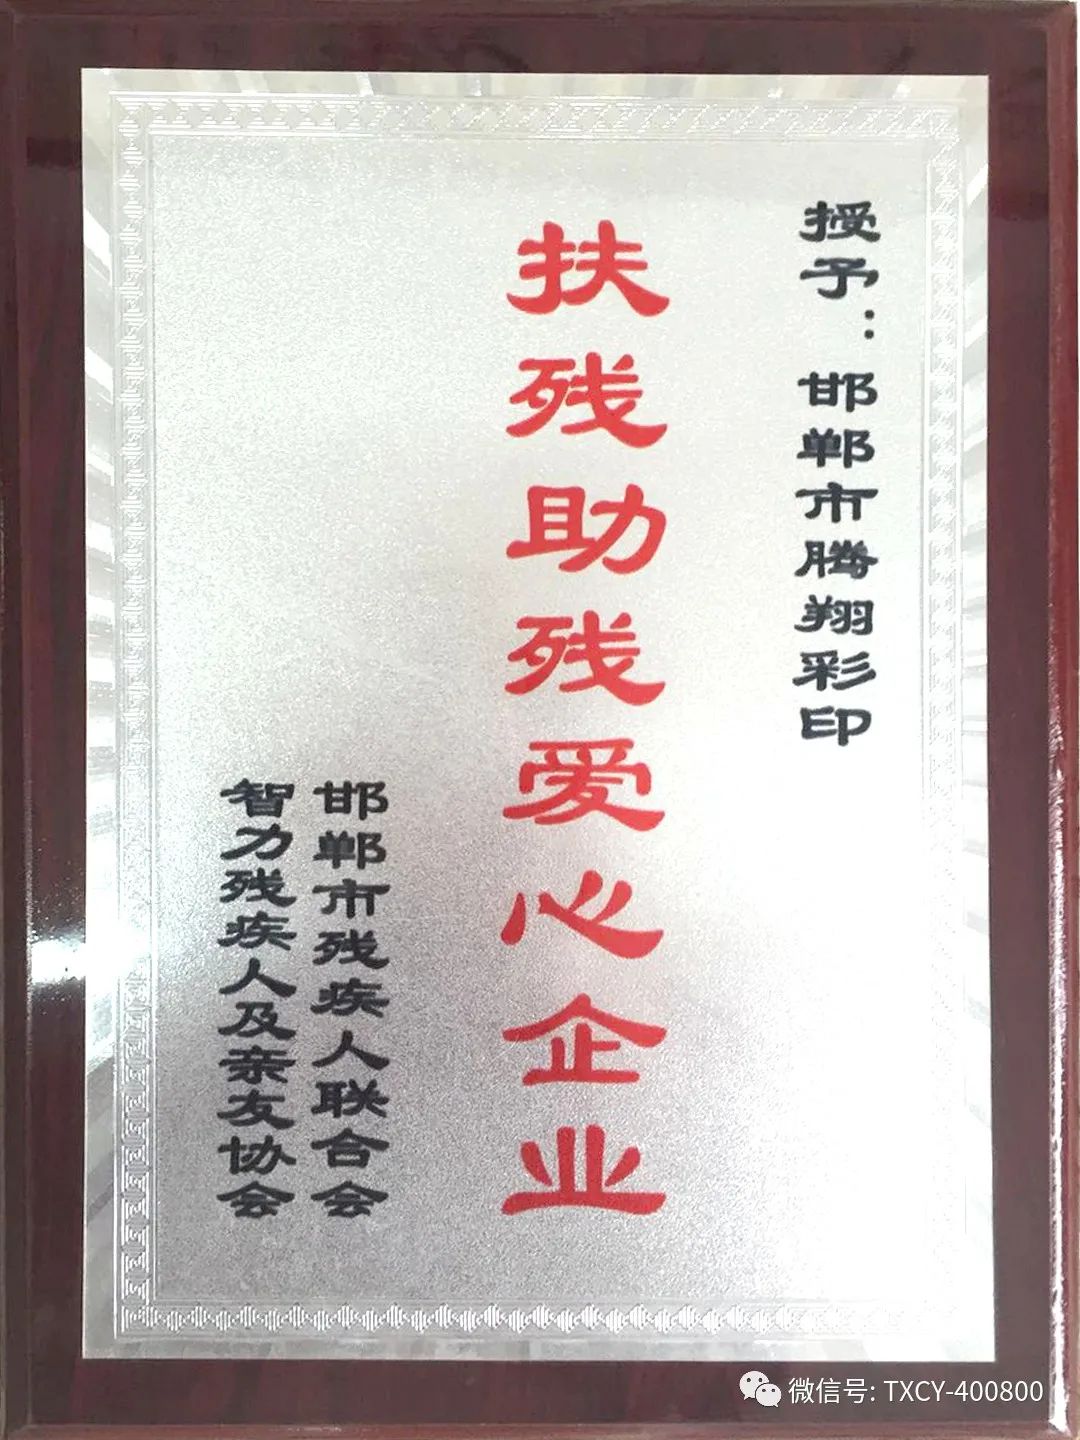 授予：邯郸市腾翔彩印
扶残助残爱心企业
邯郸市残疾人联合会
智力残疾人及亲友协会
微信号: TXCY-400800